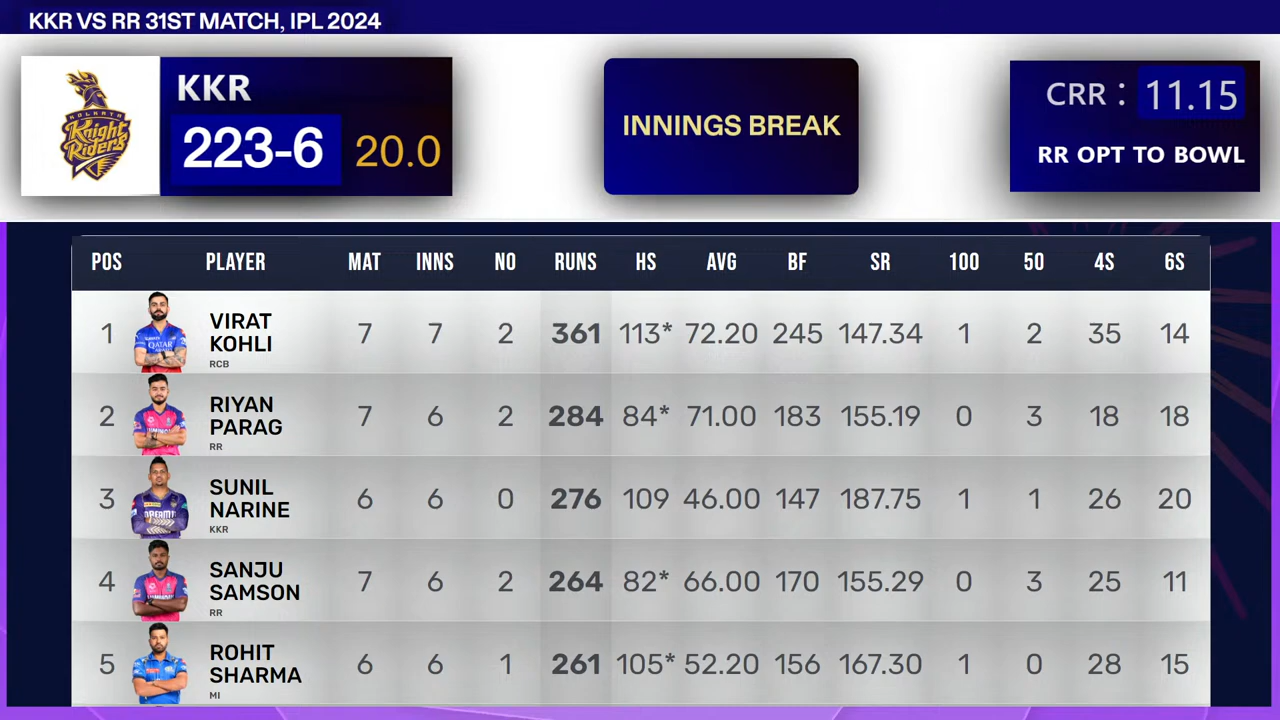 KKR VS RR 31ST MATCH, IPL 2024
KOLKATA
Knight
Riders
KKR
223-6 20.0
INNINGS BREAK
CRR : 11.15
RR OPT TO BOWL
POS PLAYER MAT INNS NO RUNS HS AVG BF SR 100 50 4S 6S
1 VIRAT KOHLI RCB 7 7 2 361 113* 72.20 245 147.34 1 2 35 14
2 RIYAN PARAG RR 7 6 2 284 84* 71.00 183 155.19 0 3 18 18
3 SUNIL NARINE KKR 6 6 0 276 109 46.00 147 187.75 1 1 26 20
4 SANJU SAMSON RR 7 6 2 264 82* 66.00 170 155.29 0 3 25 11
5 ROHIT SHARMA MI 6 6 1 261 105* 52.20 156 167.30 1 0 28 15